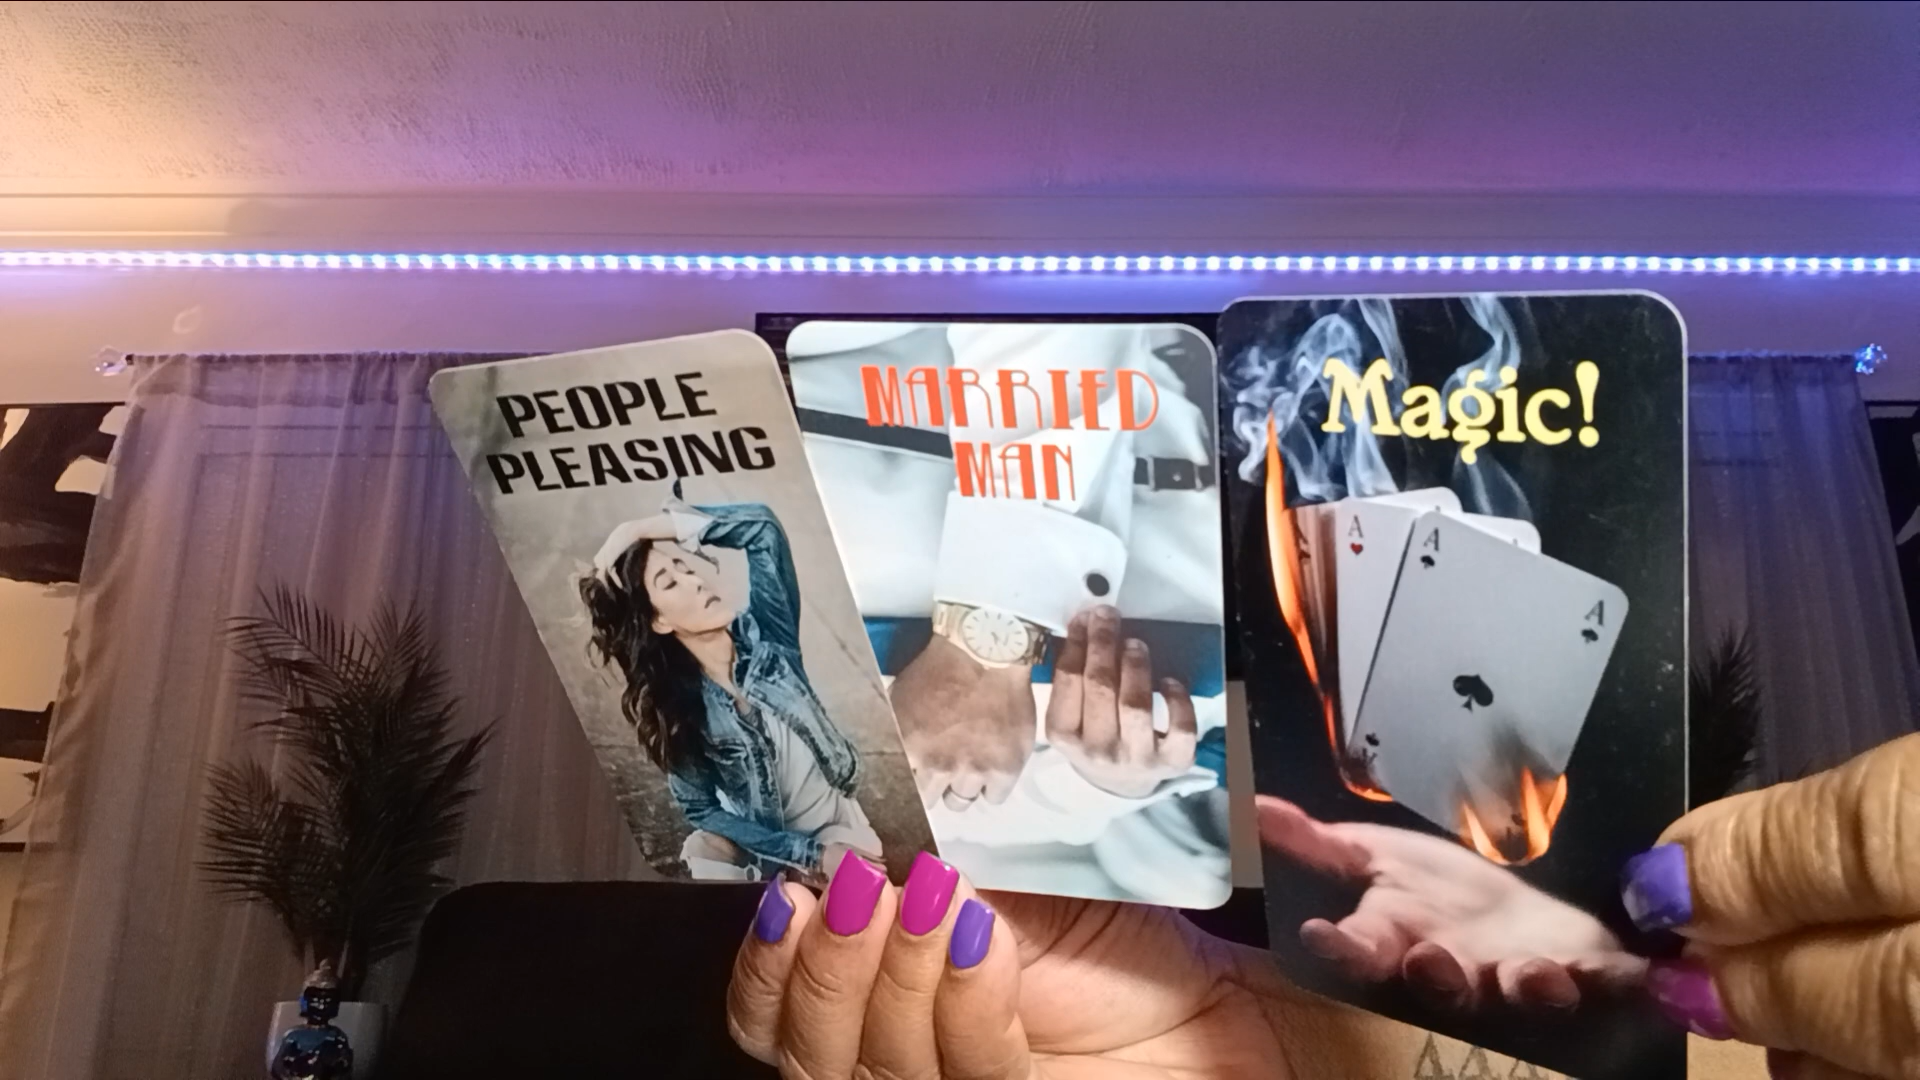 PEOPLE
PLEASING
MARRIED
MAN
Magic!
A
A
A